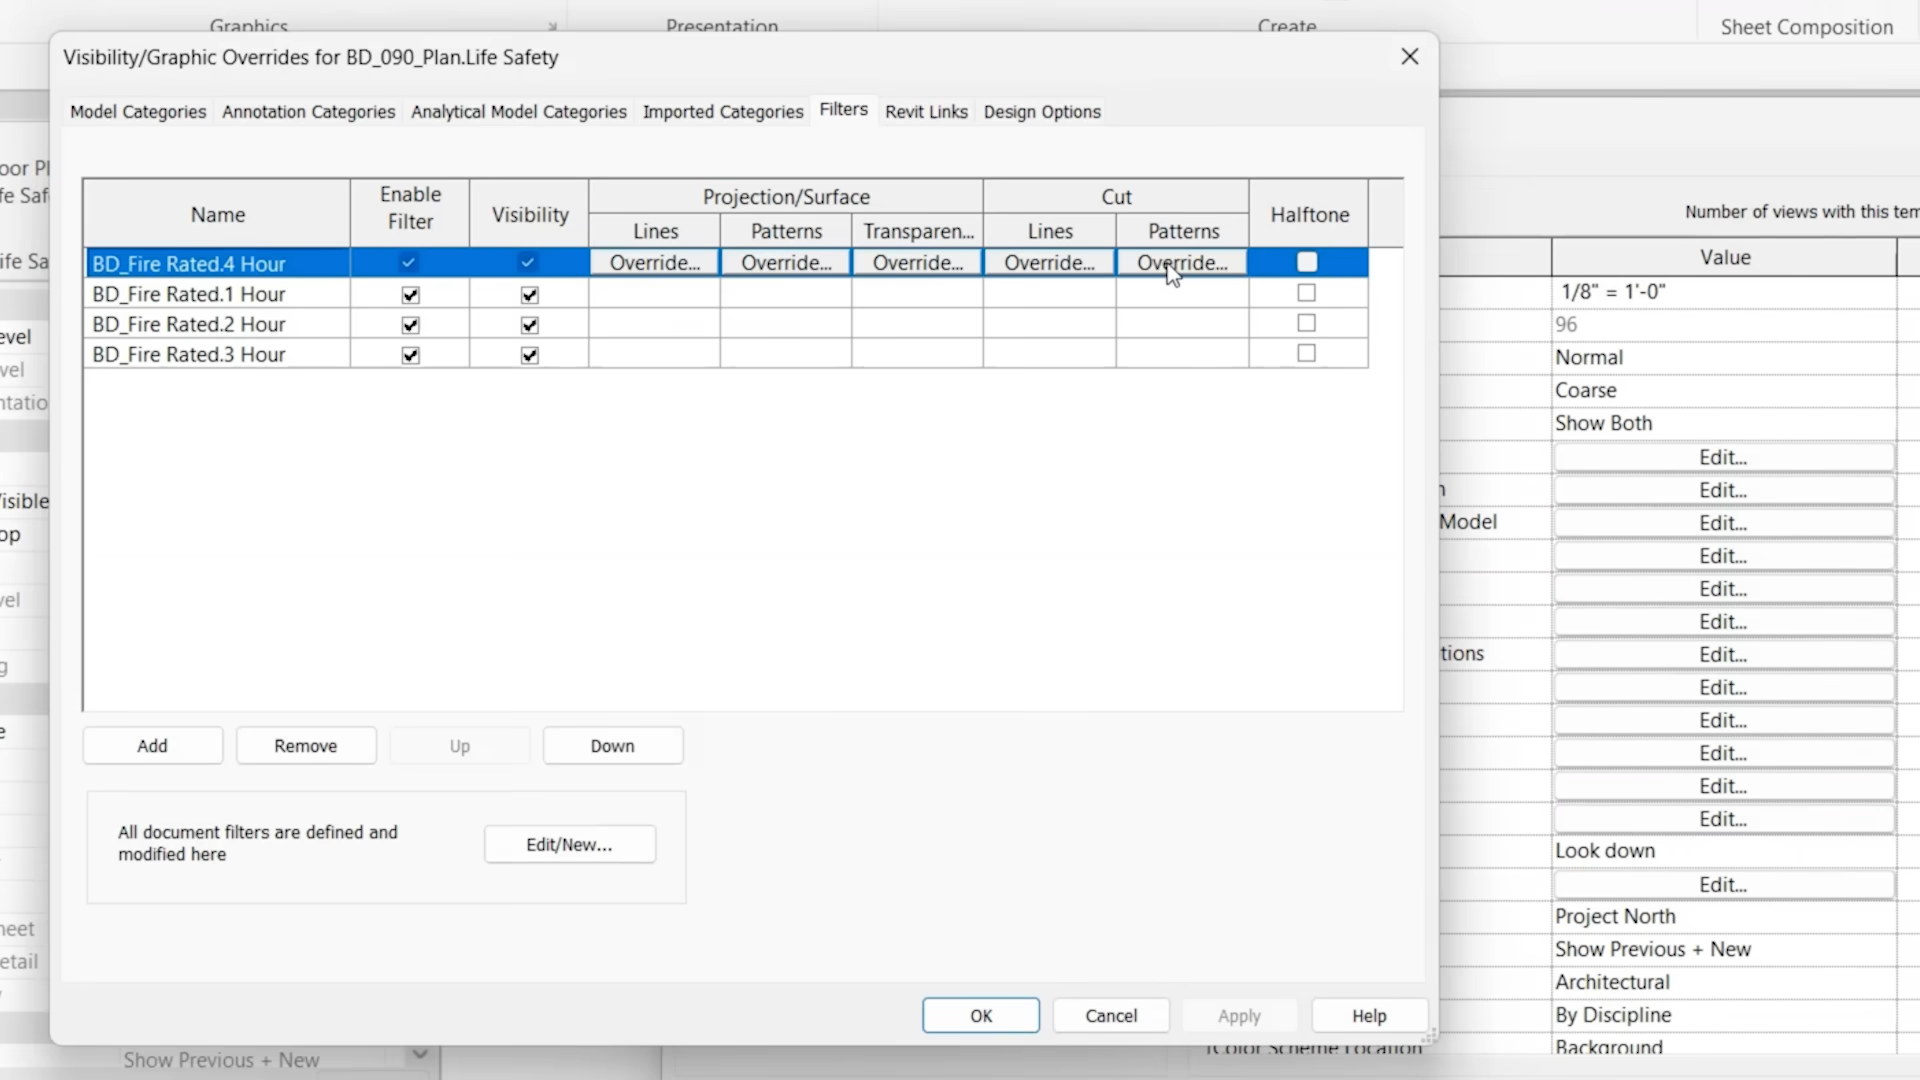 Graphics
Presentation
Create
Sheet Composition
Visibility/Graphic Overrides for BD_090_Plan.Life Safety
Model Categories Annotation Categories Analytical Model Categories Imported Categories Filters Revit Links Design Options
Name Enable Filter Visibility Projection/Surface Cut Halftone
Lines Patterns Transparen... Lines Patterns
BD_Fire Rated.4 Hour Override... Override... Override... Override... Override...
BD_Fire Rated.1 Hour
BD_Fire Rated.2 Hour
BD_Fire Rated.3 Hour
Add Remove Up Down
All document filters are defined and
modified here
Edit/New...
OK Cancel Apply Help
Show Previous + New
Number of views with this tem
Value
1/8" = 1'-0"
96
Normal
Coarse
Show Both
Edit...
Edit...
Model Edit...
Edit...
Edit...
Edit...
tions Edit...
Edit...
Edit...
Edit...
Edit...
Edit...
Look down
Edit...
Project North
Show Previous + New
Architectural
By Discipline
Color Scheme Location Background